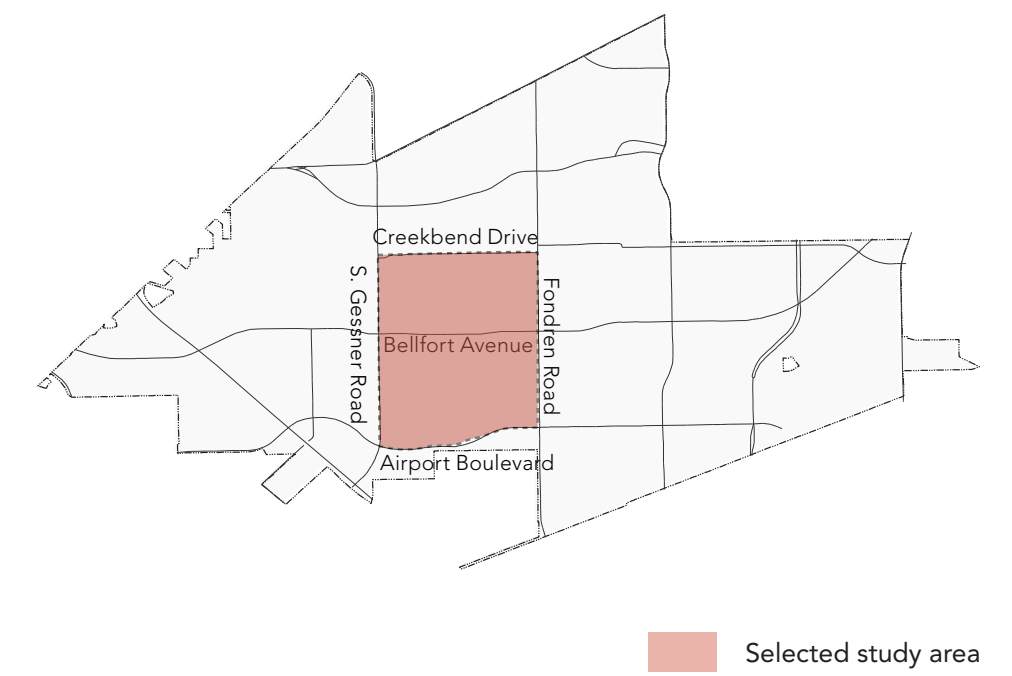 Creekbend Drive
S. Gessner Road
Fondren Road
Bellfort Avenue
Airport Boulevard
Selected study area